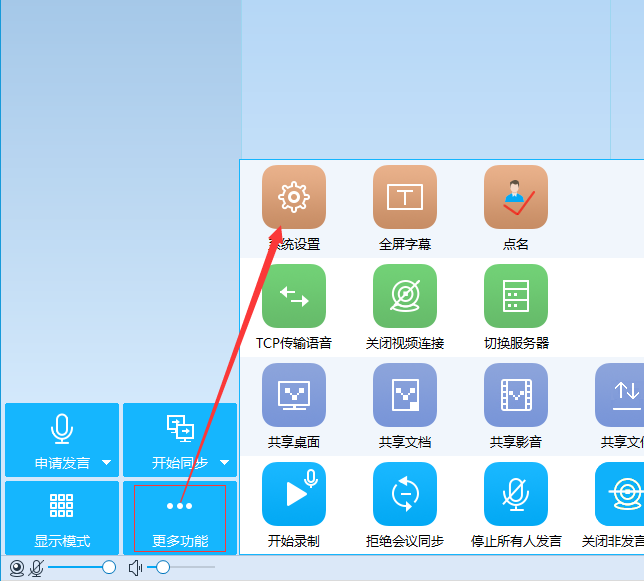 系统设置 全屏字幕 点名
TCP传输语音 关闭视频连接 切换服务器
共享桌面 共享文档 共享影音 共享文
开始录制 拒绝会议同步 停止所有人发言 关闭非发言
申请发言 开始同步
显示模式 更多功能